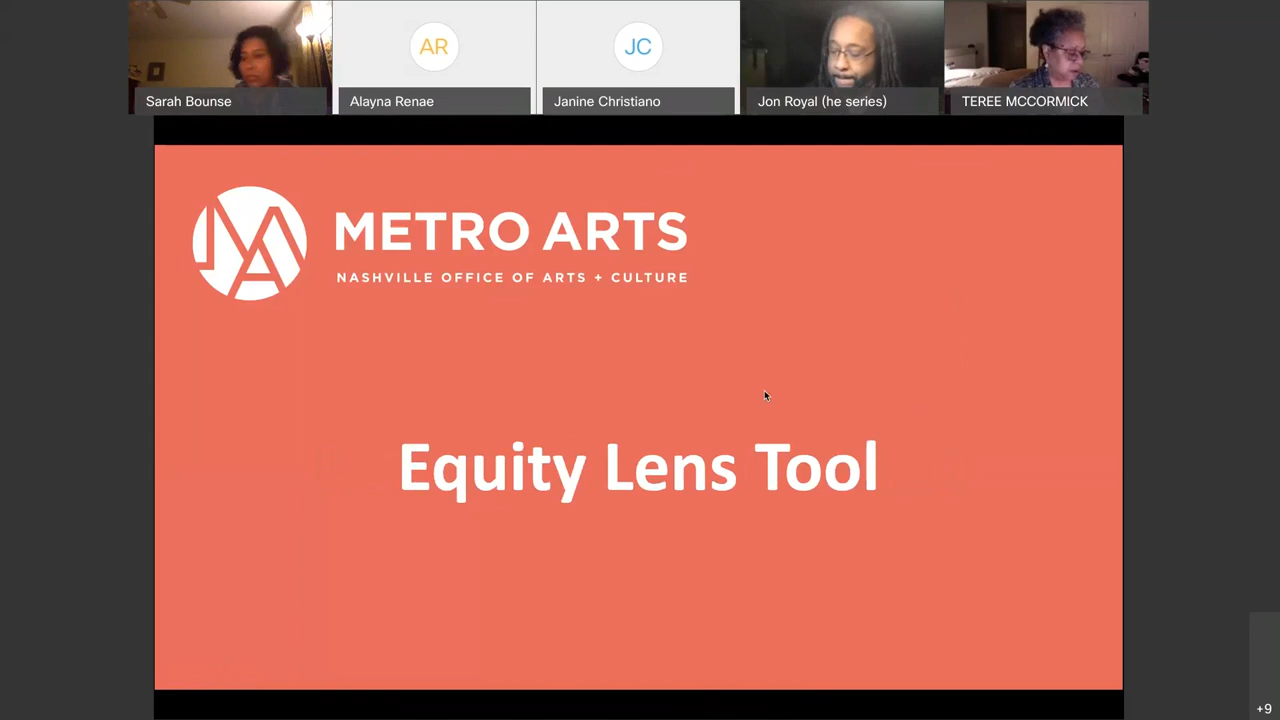 AR
JC
Sarah Bounse
Alayna Renae
Janine Christiano
Jon Royal (he series)
TEREE MCCORMICK
MA
METRO ARTS
NASHVILLE OFFICE OF ARTS + CULTURE
Equity Lens Tool
+9